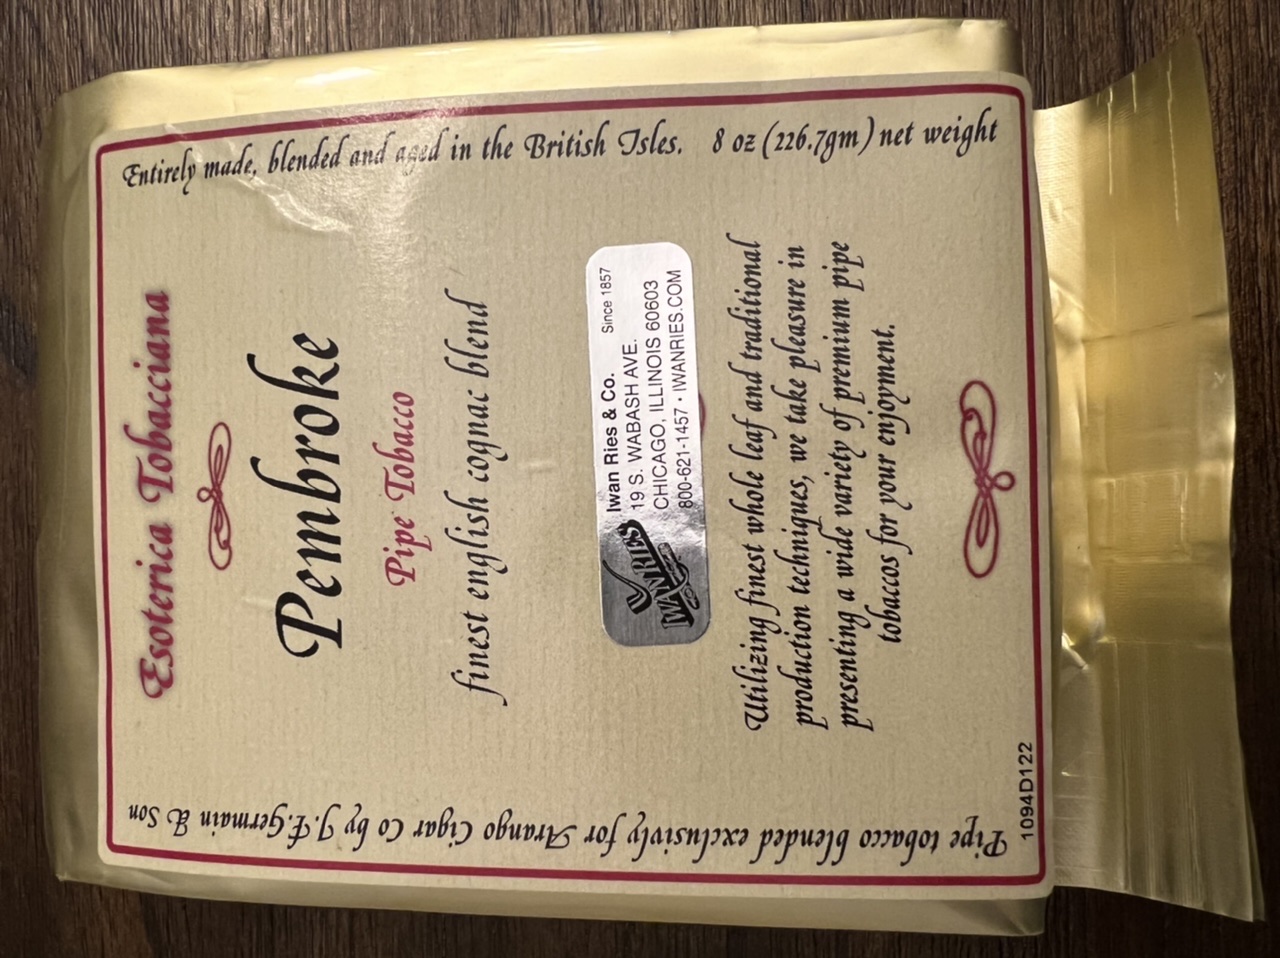 Esoterica Tobacciana
Pembroke
Pipe Tobacco
finest english cognac blend
IWAN RIES
Iwan Ries & Co. Since 1857
19 S. WABASH AVE.
CHICAGO, ILLINOIS 60603
800-621-1457 • IWANRIES.COM
Utilizing finest whole leaf and traditional
production techniques, we take pleasure in
presenting a wide variety of premium pipe
tobaccos for your enjoyment.
Entirely made, blended and aged in the British Isles. 8 oz (226.7gm) net weight
Pipe tobacco blended exclusivly for Arango Cigar Co by J.F.Germain & Son
1094D122